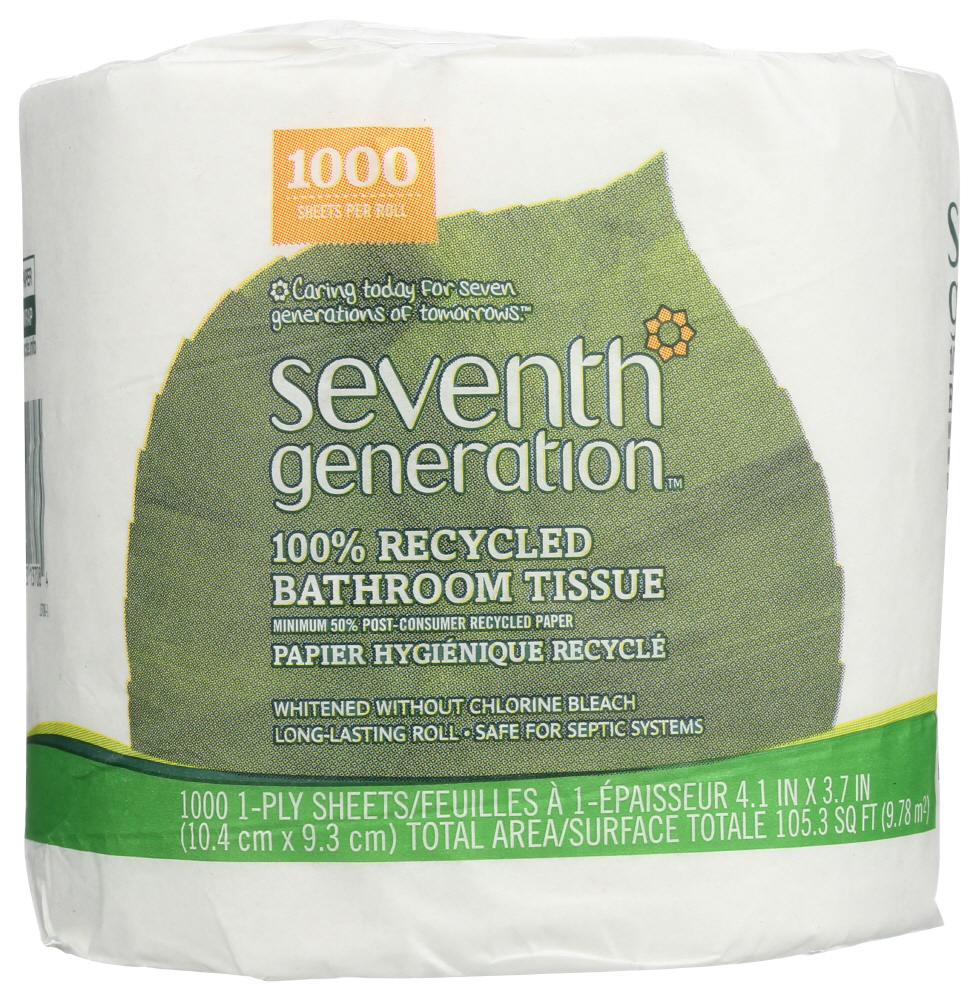 1000
SHEETS PER ROLL
Caring today for seven
generations of tomorrows.™
seventh
generation™
100% RECYCLED
BATHROOM TISSUE
MINIMUM 50% POST-CONSUMER RECYCLED PAPER
PAPIER HYGIÉNIQUE RECYCLÉ
WHITENED WITHOUT CHLORINE BLEACH
LONG-LASTING ROLL • SAFE FOR SEPTIC SYSTEMS
1000 1-PLY SHEETS/FEUILLES À 1-ÉPAISSEUR 4.1 IN X 3.7 IN
(10.4 cm x 9.3 cm) TOTAL AREA/SURFACE TOTALE 105.3 SQ FT (9.78 m²)